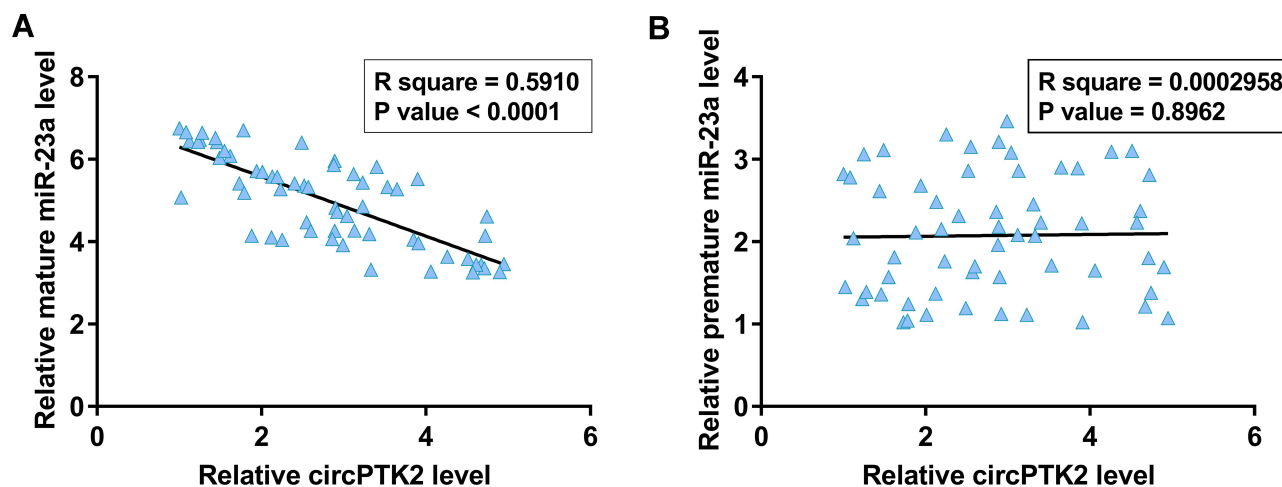 A
Relative mature miR-23a level
8
6
4
2
0
R square = 0.5910
P value < 0.0001
0 2 4 6
Relative circPTK2 level
B
Relative premature miR-23a level
4
3
2
1
0
R square = 0.0002958
P value = 0.8962
0 2 4 6
Relative circPTK2 level